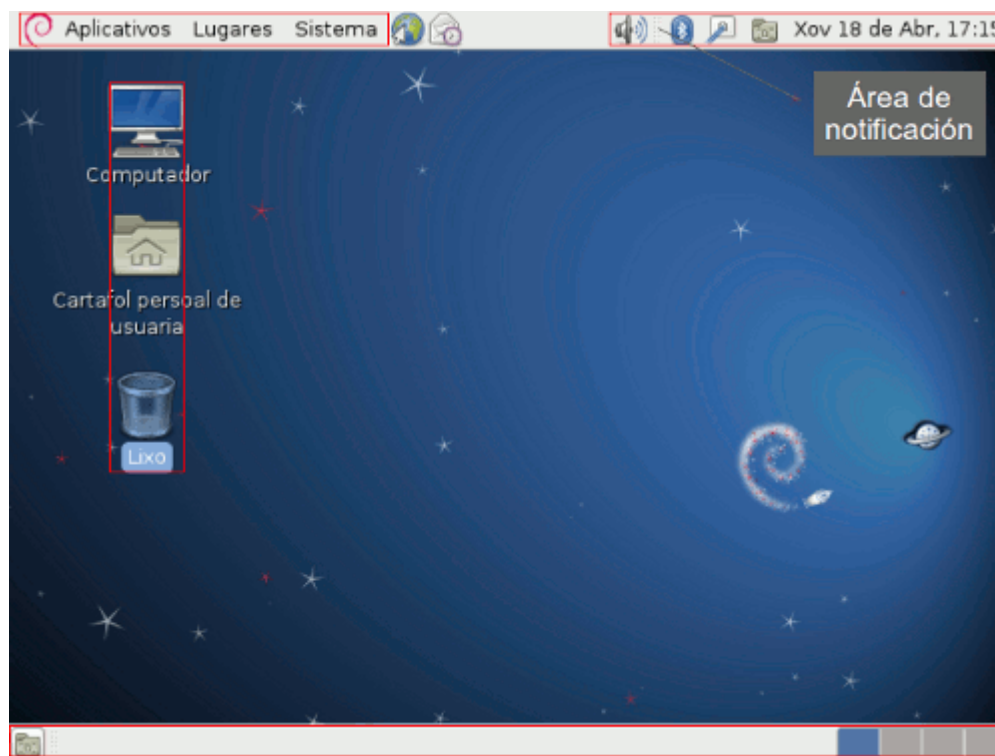 Aplicativos Lugares Sistema Xov 18 de Abr, 17:15
Área de
notificación
Computador
Cartafol persoal de
usuaria
Lixo